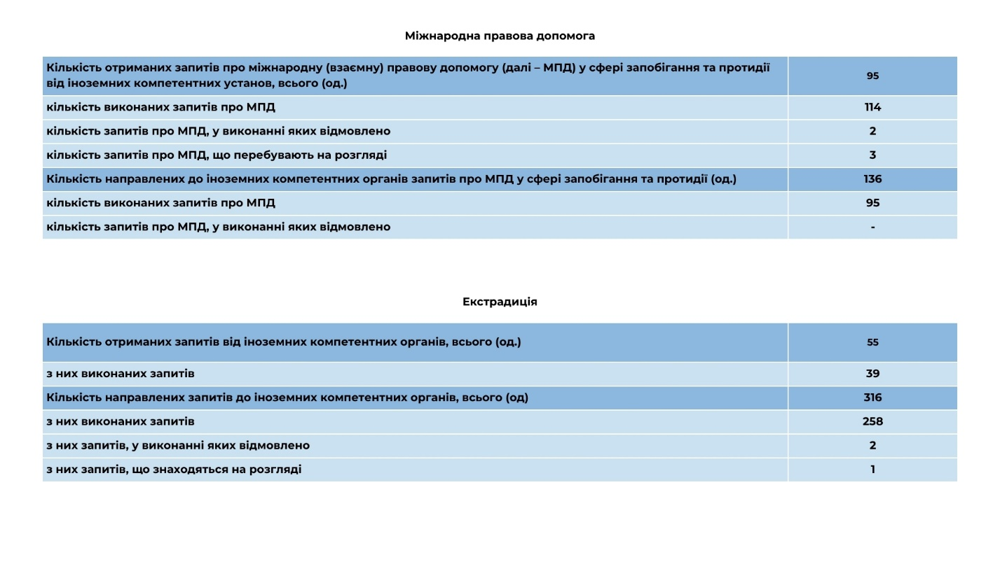 Міжнародна правова допомога
Кількість отриманих запитів про міжнародну (взаємну) правову допомогу (далі – МПД) у сфері запобігання та протидії
від іноземних компетентних установ, всього (од.)
95
кількість виконаних запитів про МПД
114
кількість запитів про МПД, у виконанні яких відмовлено
2
кількість запитів про МПД, що перебувають на розгляді
3
Кількість направлених до іноземних компетентних органів запитів про МПД у сфері запобігання та протидії (од.)
136
кількість виконаних запитів про МПД
95
кількість запитів про МПД, у виконанні яких відмовлено
-
Екстрадиція
Кількість отриманих запитів від іноземних компетентних органів, всього (од.)
55
з них виконаних запитів
39
Кількість направлених запитів до іноземних компетентних органів, всього (од)
316
з них виконаних запитів
258
з них запитів, у виконанні яких відмовлено
2
з них запитів, що знаходяться на розгляді
1